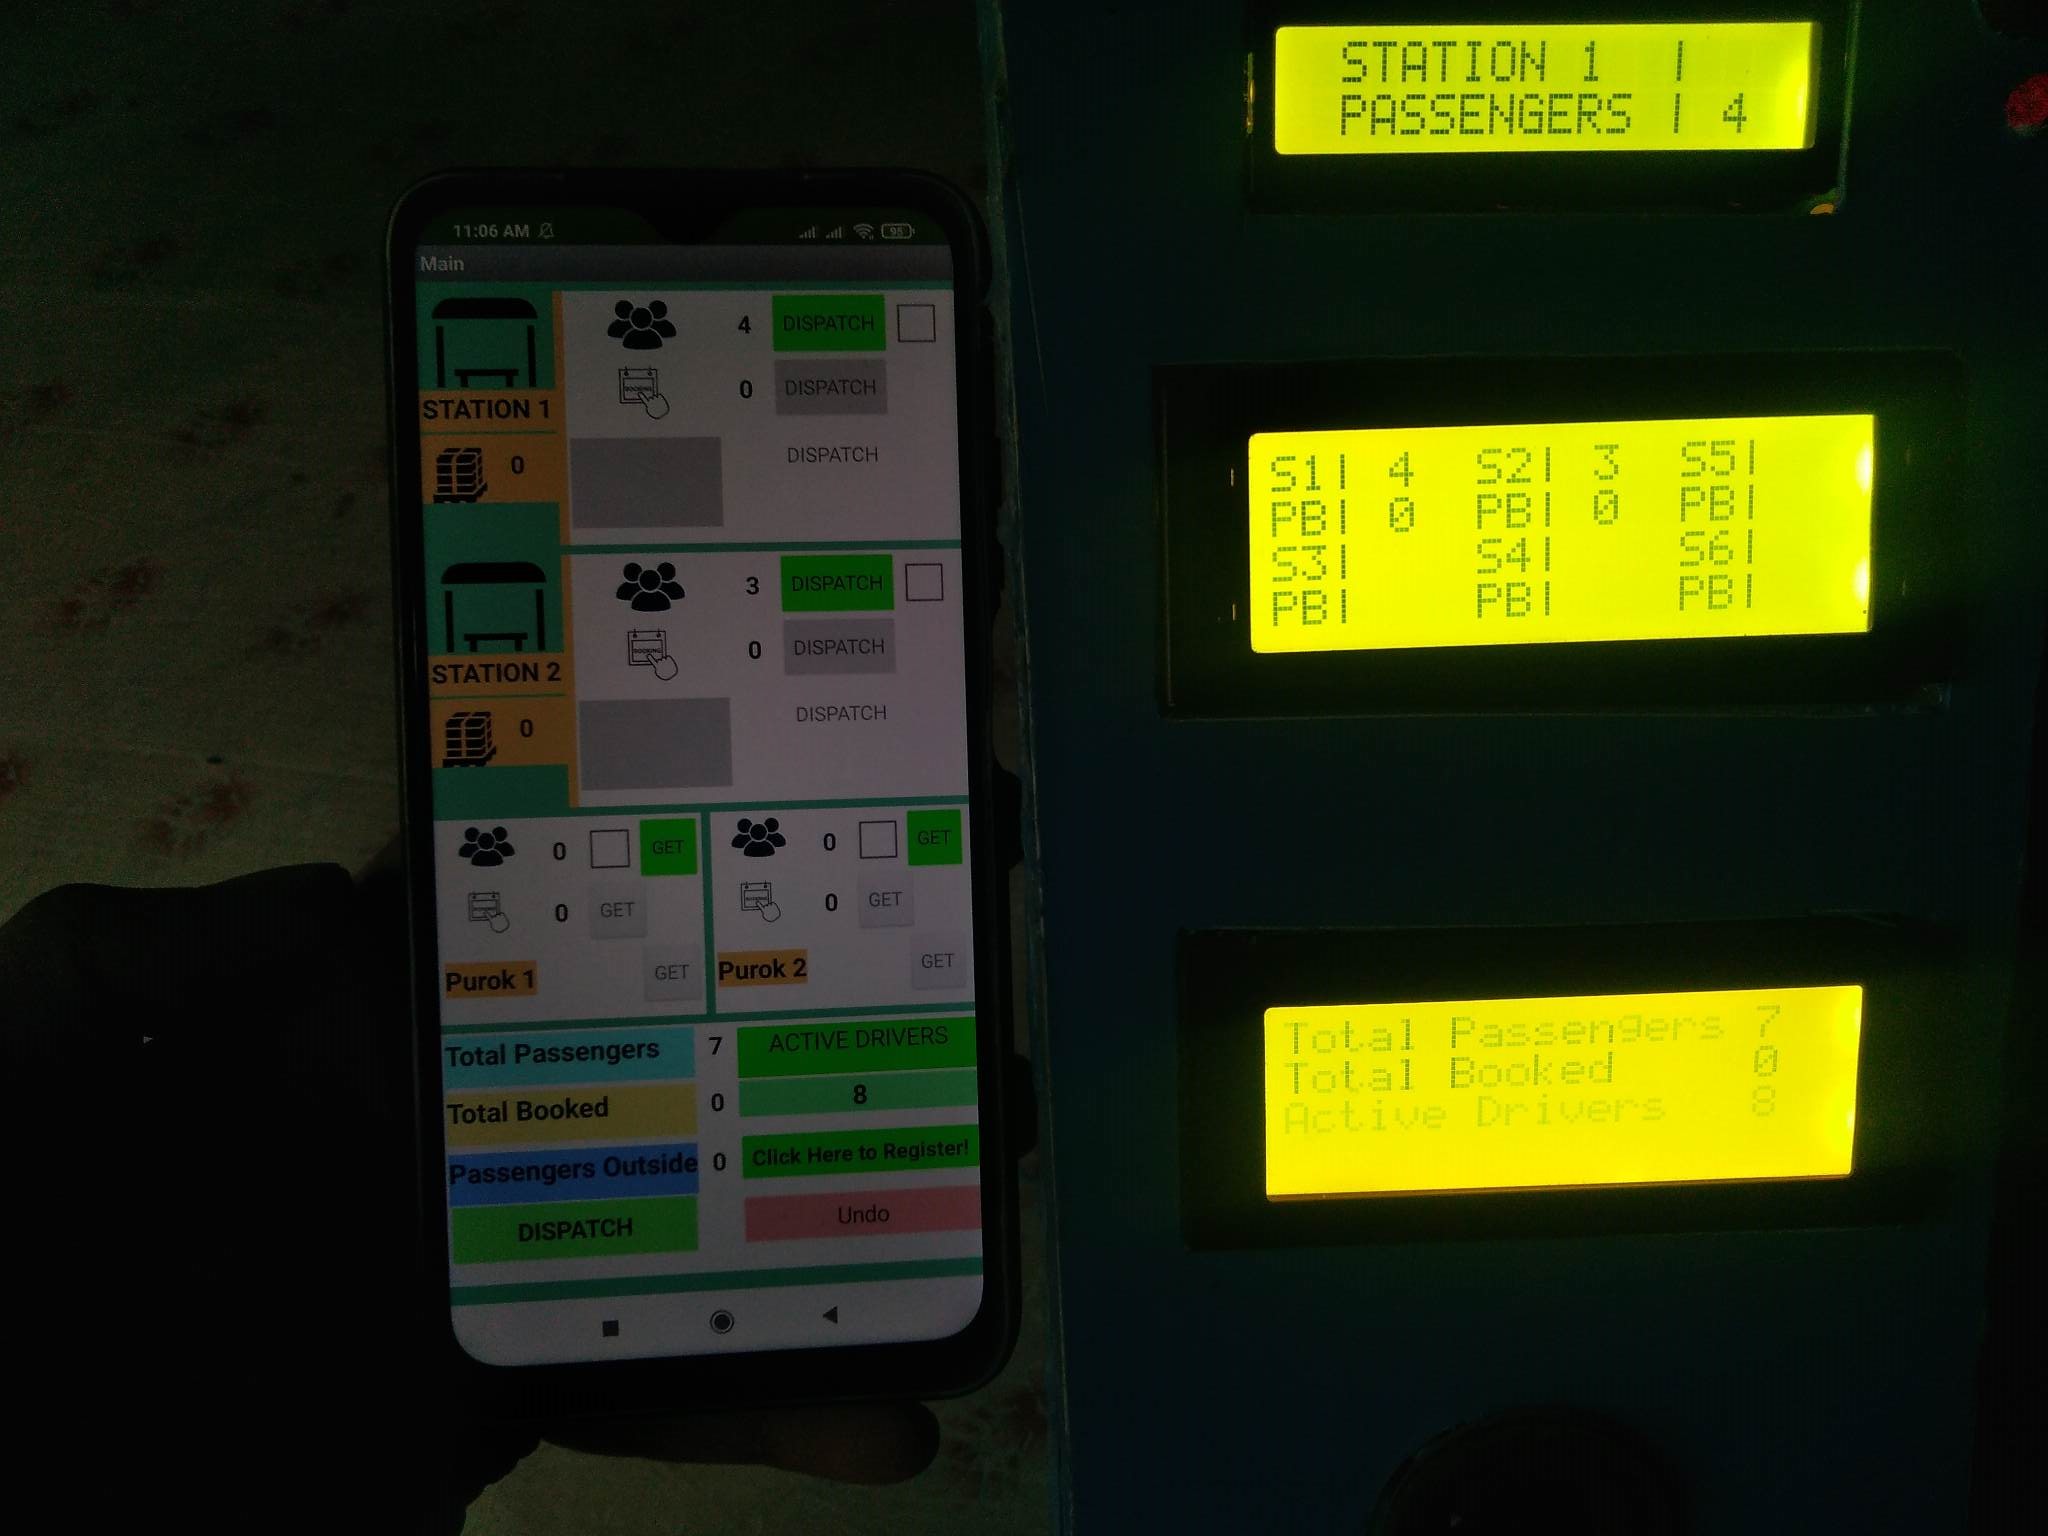 11:06 AM
95
Main
4 DISPATCH
BOOKING 0 DISPATCH
STATION 1
0
DISPATCH
3 DISPATCH
BOOKING 0 DISPATCH
STATION 2
0
DISPATCH
0 GET
0 GET
Purok 1 GET
0 GET
0 GET
Purok 2 GET
Total Passengers 7
Total Booked 0
Passengers Outside 0
DISPATCH
ACTIVE DRIVERS
8
Click Here to Register!
Undo
STATION 1 |
PASSENGERS | 4
S1| 4 S2| 3 S5|
PB| 0 PB| 0 PB|
S3| S4| S6|
PB| PB| PB|
Total Passengers 7
Total Booked 0
Active Drivers 8